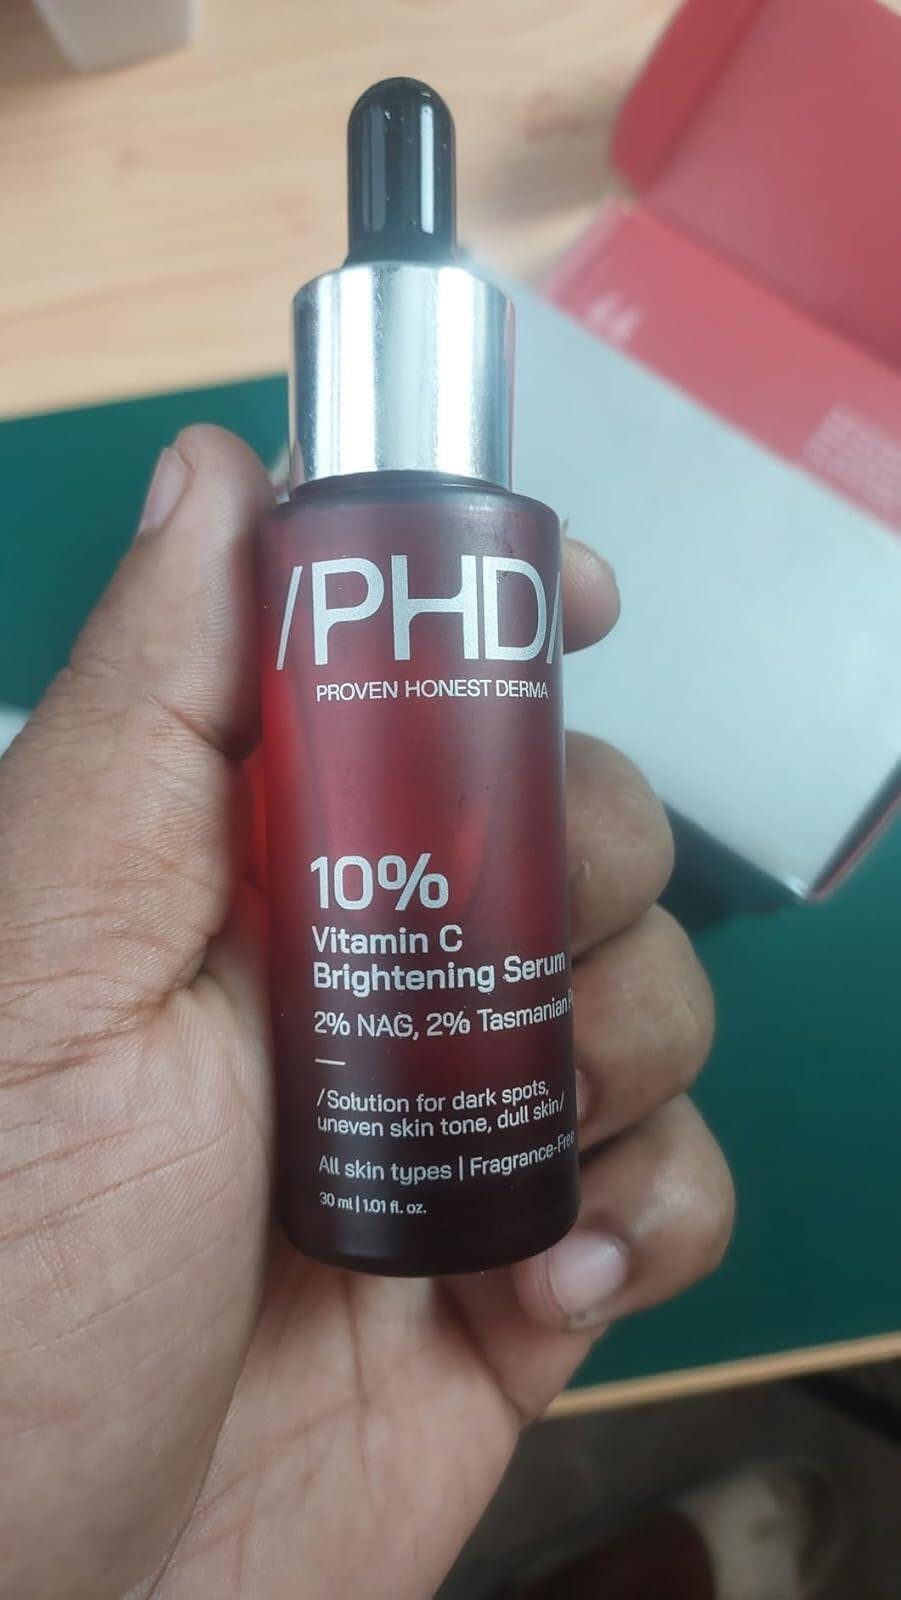 /PHD/
PROVEN HONEST DERMA
10%
Vitamin C
Brightening Serum
2% NAG, 2% Tasmanian
/Solution for dark spots,
uneven skin tone, dull skin/
All skin types | Fragrance-Free
30 ml | 1.01 fl. oz.